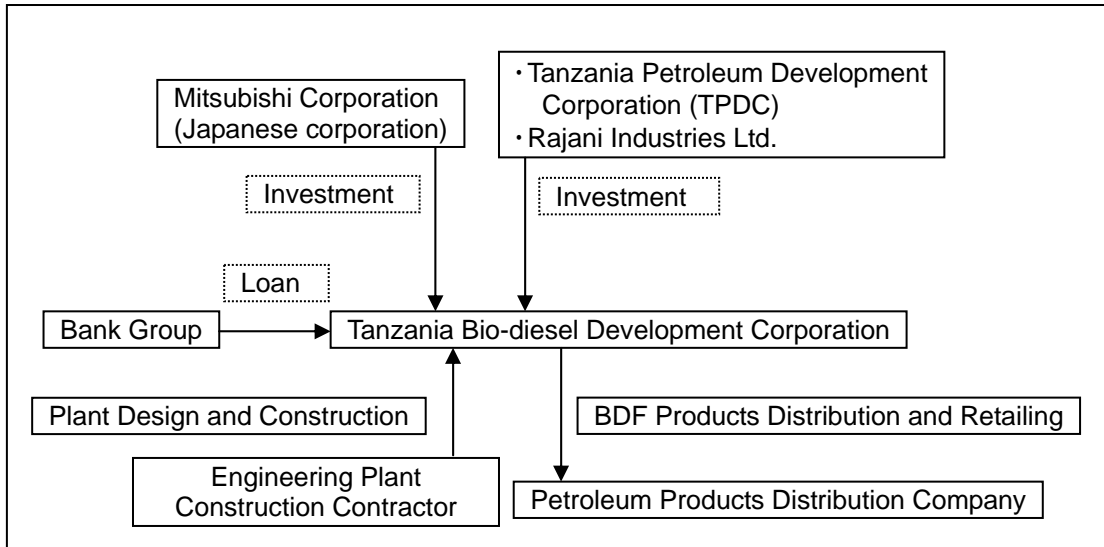 Mitsubishi Corporation
(Japanese corporation)
・Tanzania Petroleum Development
Corporation (TPDC)
・Rajani Industries Ltd.
Investment
Investment
Loan
Bank Group
Tanzania Bio-diesel Development Corporation
Plant Design and Construction
BDF Products Distribution and Retailing
Engineering Plant
Construction Contractor
Petroleum Products Distribution Company